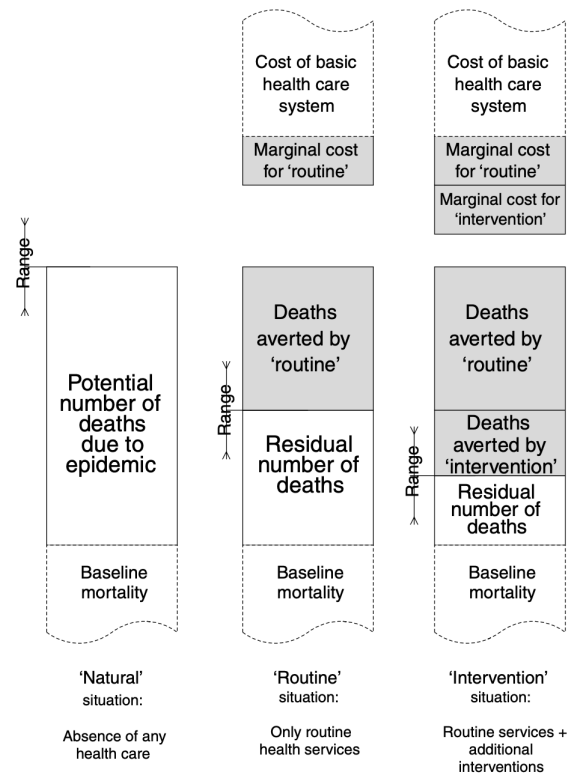 Cost of basic
health care
system
Marginal cost
for ‘routine’
Cost of basic
health care
system
Marginal cost
for ‘routine’
Marginal cost for
‘intervention’
Range
Potential
number of
deaths
due to
epidemic
Baseline
mortality
Deaths
averted by
‘routine’
Range
Residual
number of
deaths
Baseline
mortality
Deaths
averted by
‘routine’
Deaths
averted by
‘intervention’
Range
Residual
number of
deaths
Baseline
mortality
‘Natural’
situation:
Absence of any
health care
‘Routine’
situation:
Only routine
health services
‘Intervention’
situation:
Routine services +
additional
interventions